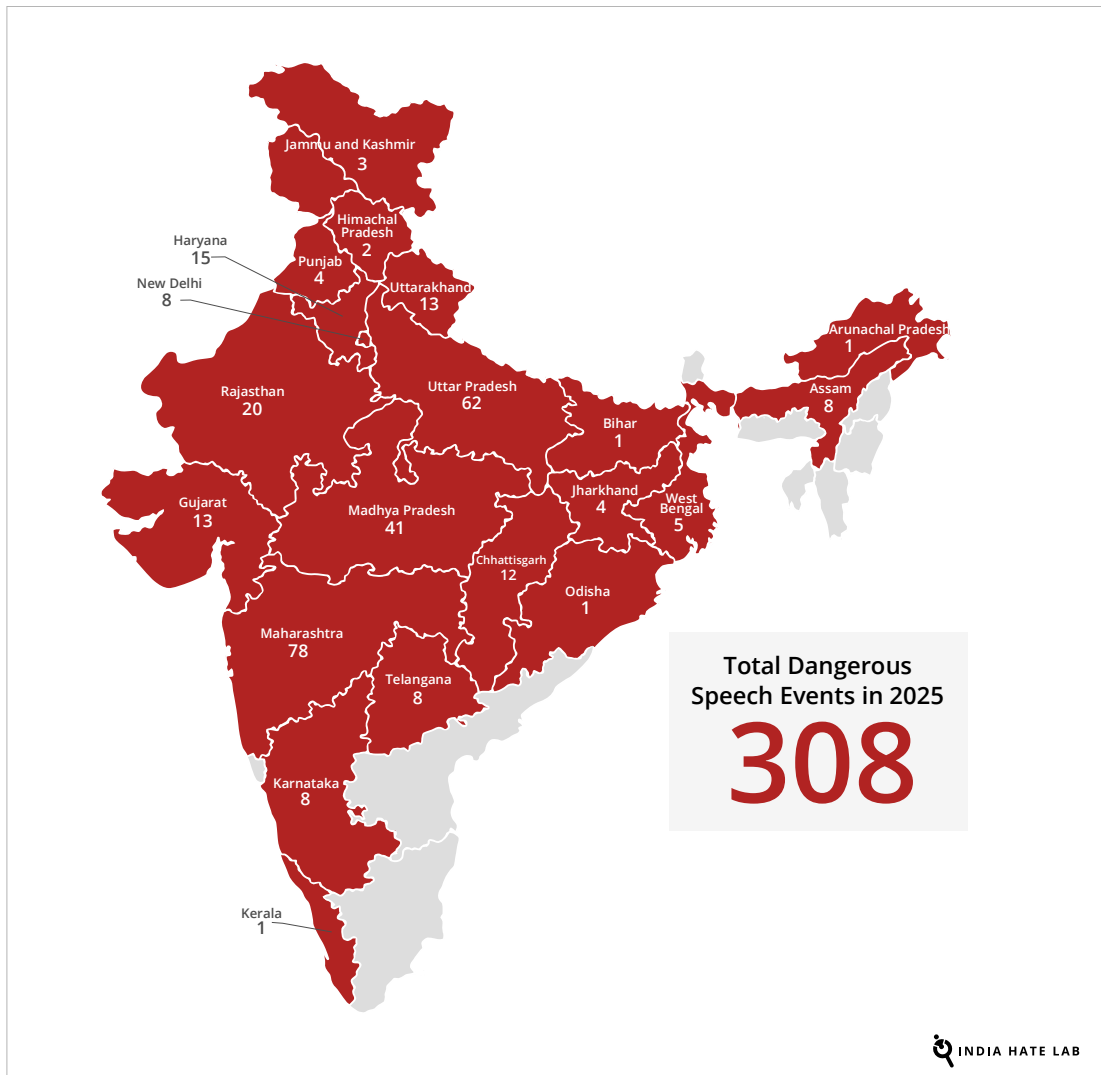 Jammu and Kashmir
3
Himachal
Pradesh
2
Haryana
15
Punjab
4
New Delhi
8
Uttarakhand
13
Arunachal Pradesh
1
Rajasthan
20
Uttar Pradesh
62
Assam
8
Bihar
1
Gujarat
13
Madhya Pradesh
41
Jharkhand
4
West
Bengal
5
Chhattisgarh
12
Odisha
1
Maharashtra
78
Telangana
8
Total Dangerous
Speech Events in 2025
308
Karnataka
8
Kerala
1
INDIA HATE LAB